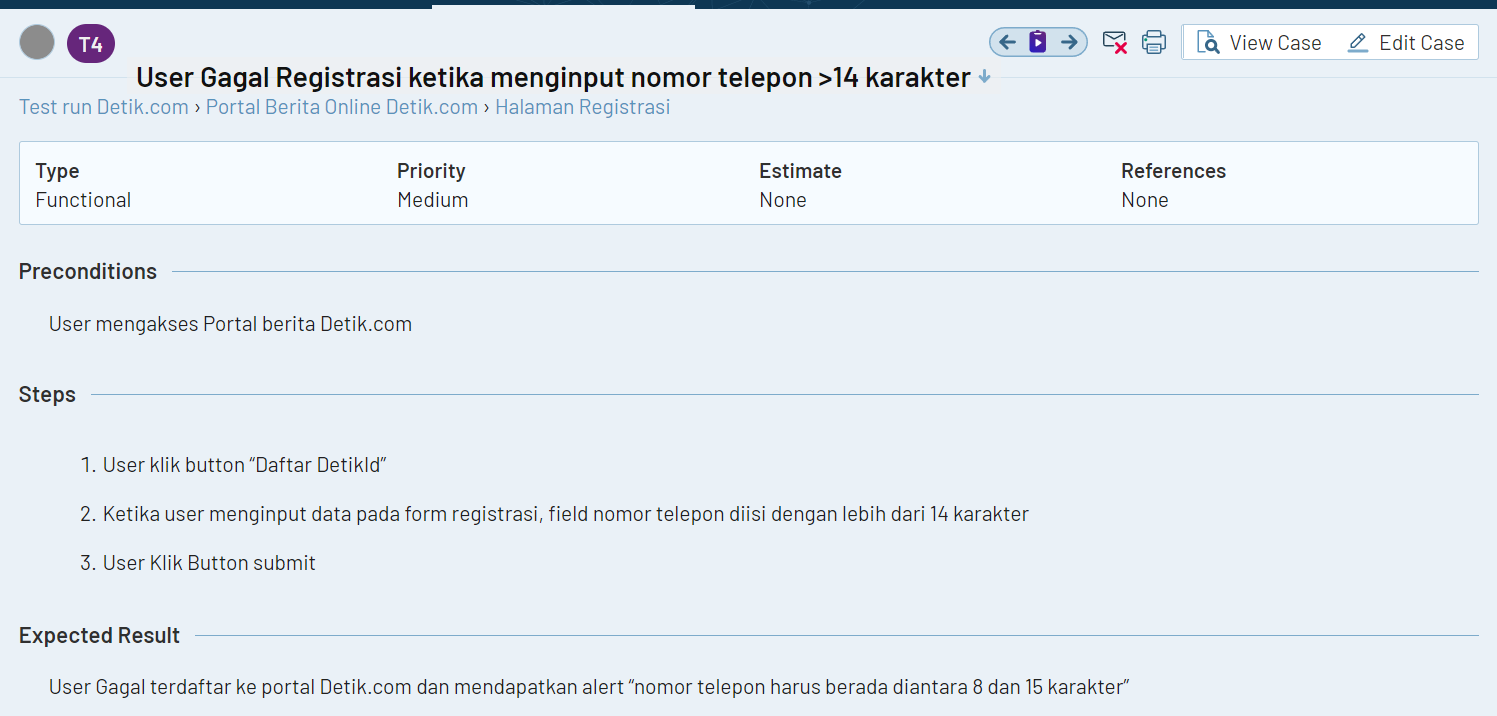 T4
View Case
Edit Case
User Gagal Registrasi ketika menginput nomor telepon >14 karakter
Test run Detik.com › Portal Berita Online Detik.com › Halaman Registrasi
Type Priority Estimate References
Functional Medium None None
Preconditions
User mengakses Portal berita Detik.com
Steps
1. User klik button “Daftar DetikId”
2. Ketika user menginput data pada form registrasi, field nomor telepon diisi dengan lebih dari 14 karakter
3. User Klik Button submit
Expected Result
User Gagal terdaftar ke portal Detik.com dan mendapatkan alert “nomor telepon harus berada diantara 8 dan 15 karakter”